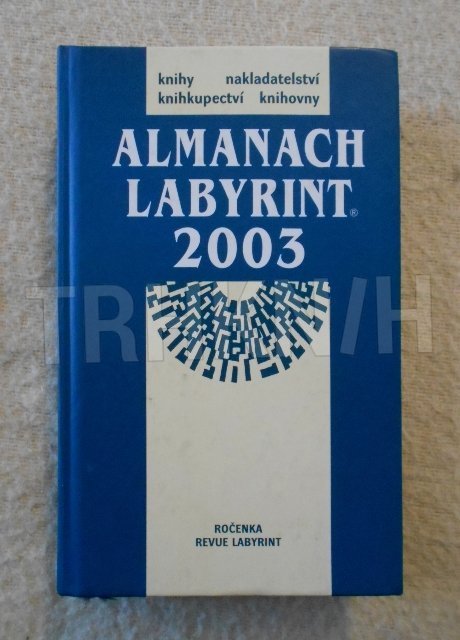 knihy nakladatelství
knihkupectví knihovny
ALMANACH
LABYRINT®
2003
ROČENKA
REVUE LABYRINT